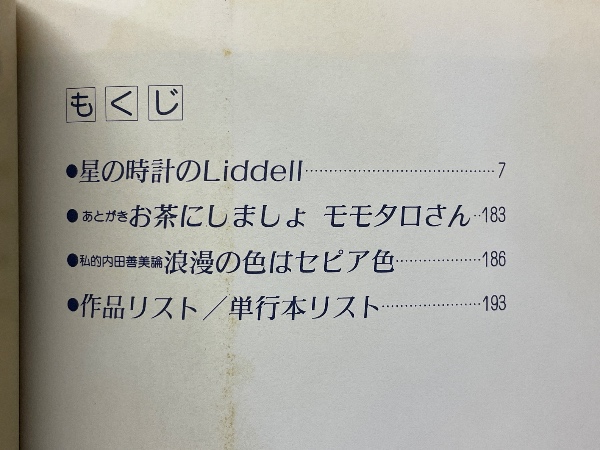 もくじ
●星の時計のLiddell…………………………………7
●あとがきお茶にしましょ モモタロさん…183
●私的内田善美論浪漫の色はセピア色…………………186
●作品リスト／単行本リスト…………………193